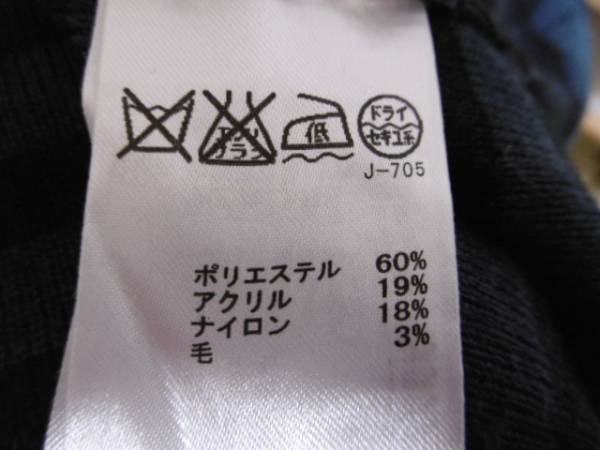 エンソ
サラシ
低
ドライ
セキユ系
J-705
ポリエステル 60%
アクリル 19%
ナイロン 18%
毛 3%